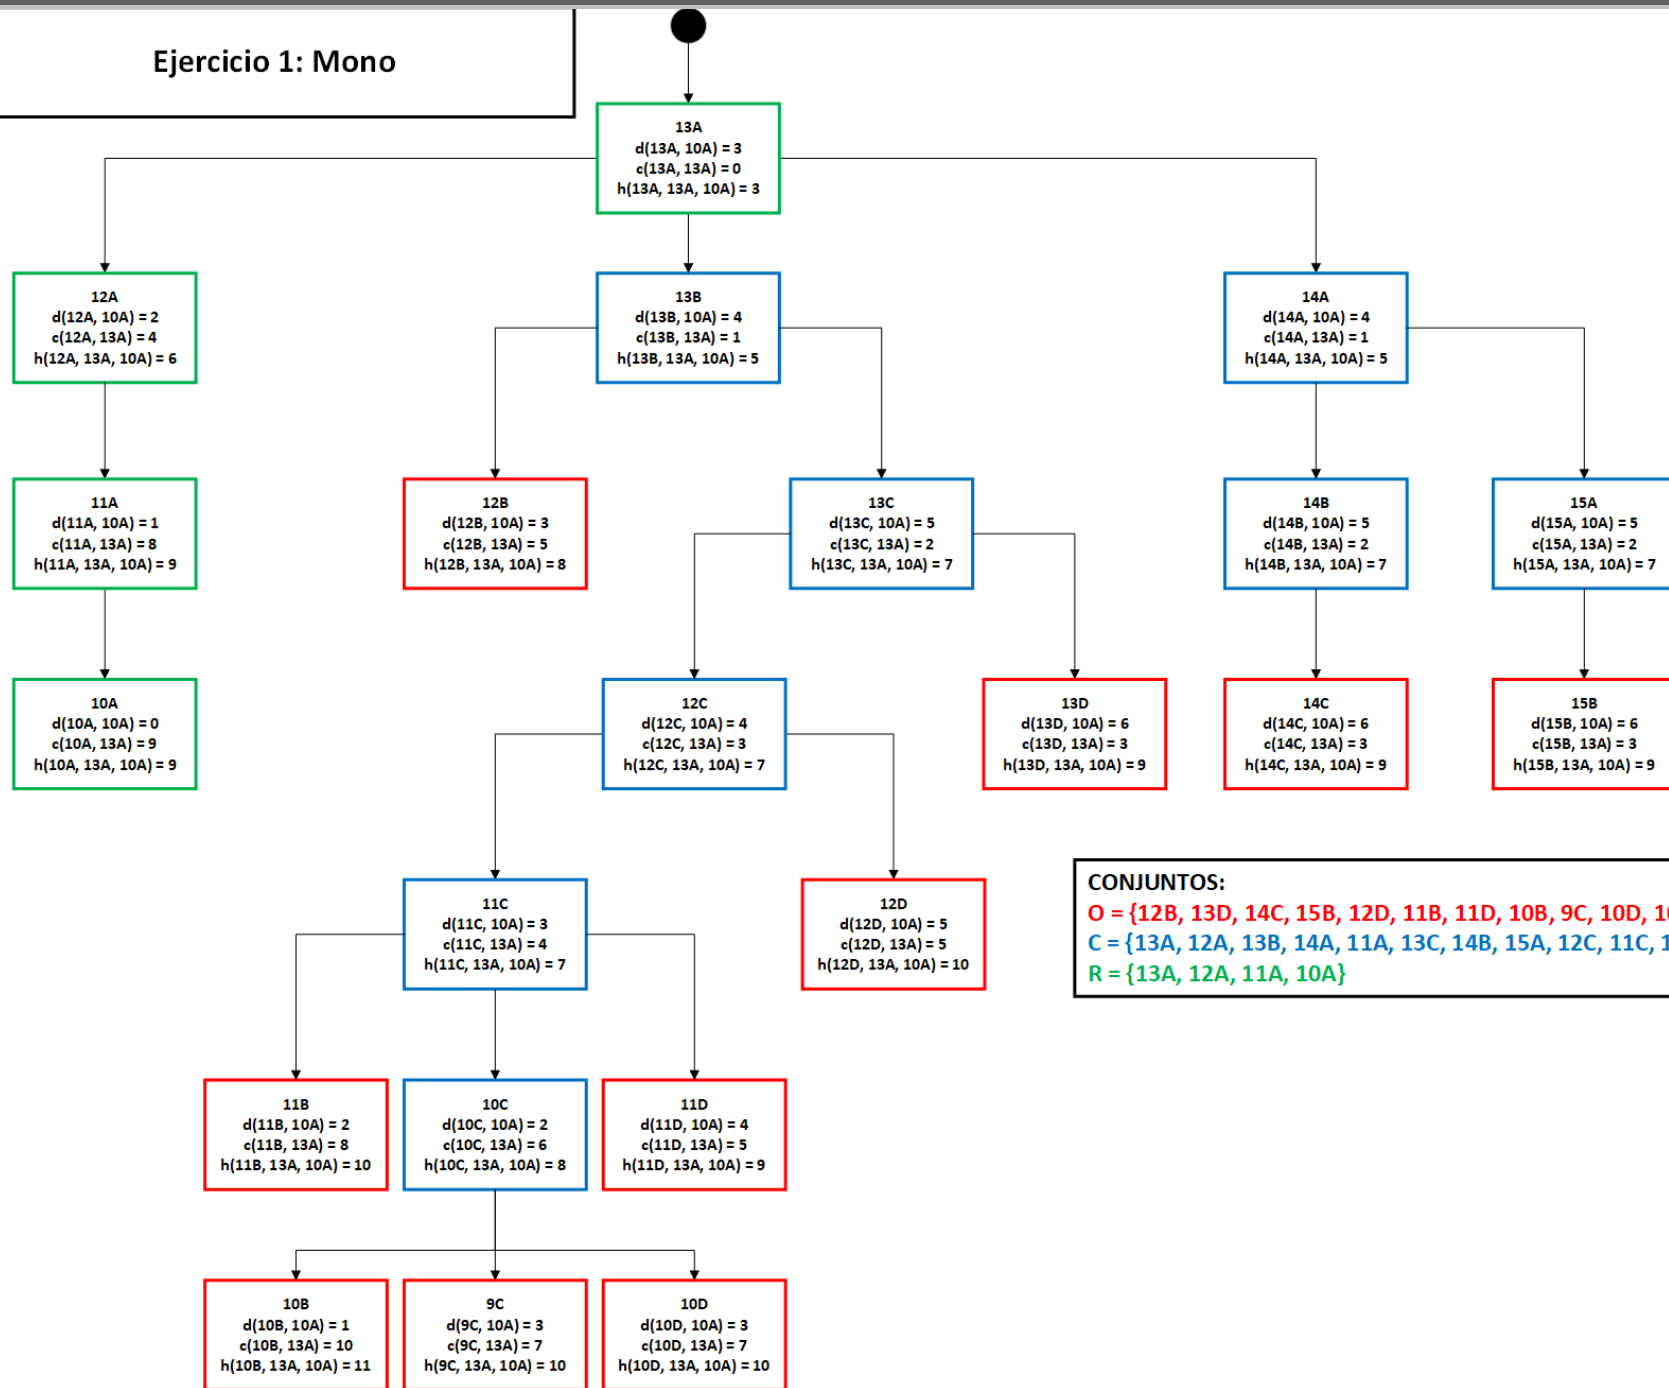 Ejercicio 1: Mono
13A
d(13A, 10A) = 3
c(13A, 13A) = 0
h(13A, 13A, 10A) = 3
12A
d(12A, 10A) = 2
c(12A, 13A) = 4
h(12A, 13A, 10A) = 6
13B
d(13B, 10A) = 4
c(13B, 13A) = 1
h(13B, 13A, 10A) = 5
14A
d(14A, 10A) = 4
c(14A, 13A) = 1
h(14A, 13A, 10A) = 5
11A
d(11A, 10A) = 1
c(11A, 13A) = 8
h(11A, 13A, 10A) = 9
12B
d(12B, 10A) = 3
c(12B, 13A) = 5
h(12B, 13A, 10A) = 8
13C
d(13C, 10A) = 5
c(13C, 13A) = 2
h(13C, 13A, 10A) = 7
14B
d(14B, 10A) = 5
c(14B, 13A) = 2
h(14B, 13A, 10A) = 7
15A
d(15A, 10A) = 5
c(15A, 13A) = 2
h(15A, 13A, 10A) = 7
10A
d(10A, 10A) = 0
c(10A, 13A) = 9
h(10A, 13A, 10A) = 9
12C
d(12C, 10A) = 4
c(12C, 13A) = 3
h(12C, 13A, 10A) = 7
13D
d(13D, 10A) = 6
c(13D, 13A) = 3
h(13D, 13A, 10A) = 9
14C
d(14C, 10A) = 6
c(14C, 13A) = 3
h(14C, 13A, 10A) = 9
15B
d(15B, 10A) = 6
c(15B, 13A) = 3
h(15B, 13A, 10A) = 9
11C
d(11C, 10A) = 3
c(11C, 13A) = 4
h(11C, 13A, 10A) = 7
12D
d(12D, 10A) = 5
c(12D, 13A) = 5
h(12D, 13A, 10A) = 10
CONJUNTOS:
O = {12B, 13D, 14C, 15B, 12D, 11B, 11D, 10B, 9C, 10D,
C = {13A, 12A, 13B, 14A, 11A, 13C, 14B, 15A, 12C, 11C,
R = {13A, 12A, 11A, 10A}
11B
d(11B, 10A) = 2
c(11B, 13A) = 8
h(11B, 13A, 10A) = 10
10C
d(10C, 10A) = 2
c(10C, 13A) = 6
h(10C, 13A, 10A) = 8
11D
d(11D, 10A) = 4
c(11D, 13A) = 5
h(11D, 13A, 10A) = 9
10B
d(10B, 10A) = 1
c(10B, 13A) = 10
h(10B, 13A, 10A) = 11
9C
d(9C, 10A) = 3
c(9C, 13A) = 7
h(9C, 13A, 10A) = 10
10D
d(10D, 10A) = 3
c(10D, 13A) = 7
h(10D, 13A, 10A) = 10